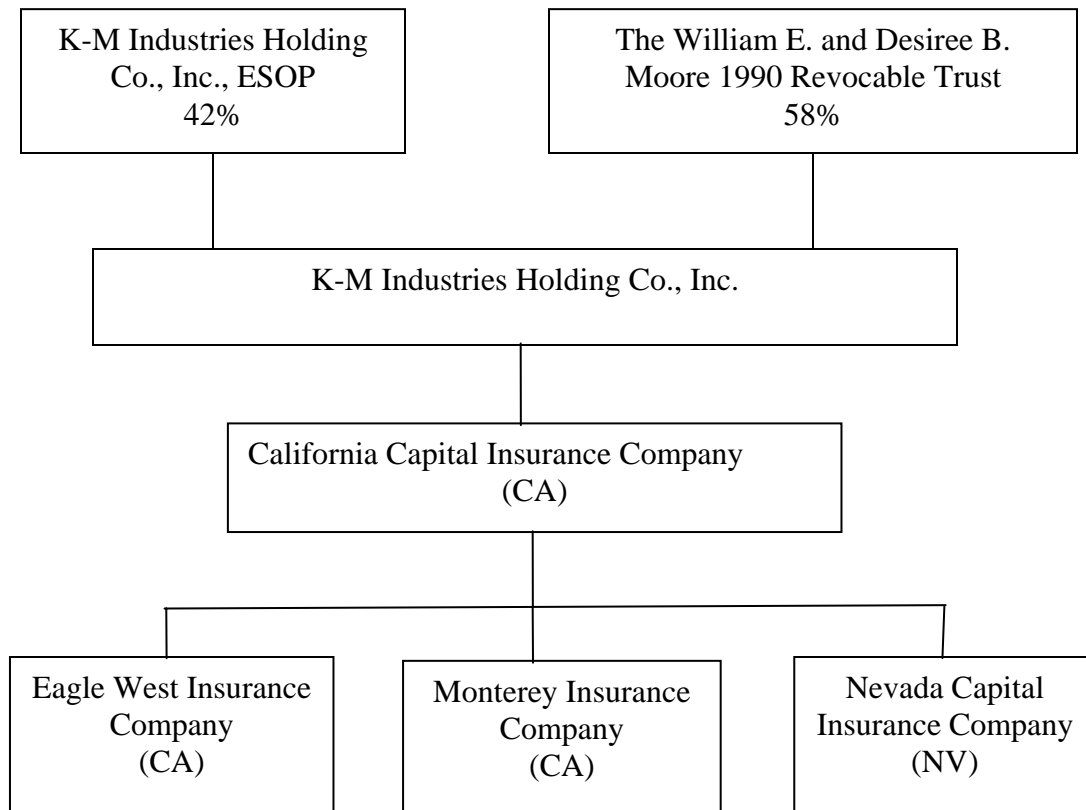 K-M Industries Holding
Co., Inc., ESOP
42%
The William E. and Desiree B.
Moore 1990 Revocable Trust
58%
K-M Industries Holding Co., Inc.
California Capital Insurance Company
(CA)
Eagle West Insurance
Company
(CA)
Monterey Insurance
Company
(CA)
Nevada Capital
Insurance Company
(NV)